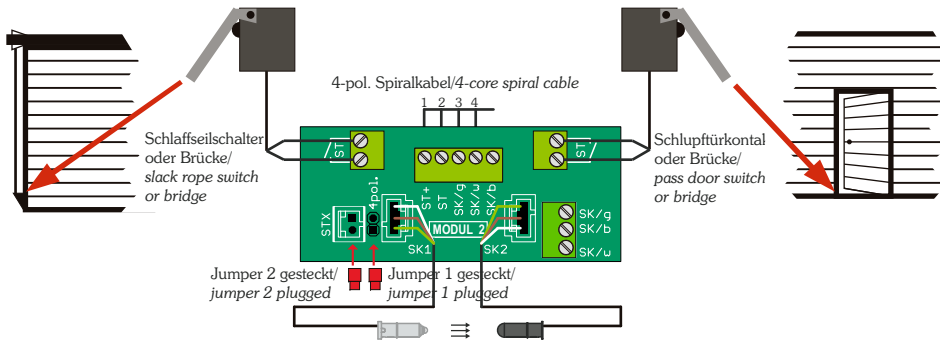 4-pol. Spiralkabel/4-core spiral cable
1 2 3 4
Schlaffseilschalter
oder Brücke/
slack rope switch
or bridge
Schlupftürkontal
oder Brücke/
pass door switch
or bridge
ST
ST
ST+
ST
SK/g
SK/w
SK/b
4pol.
STX
MODUL 2
SK1
SK2
SK/g
SK/b
SK/w
Jumper 2 gesteckt/
jumper 2 plugged
Jumper 1 gesteckt/
jumper 1 plugged